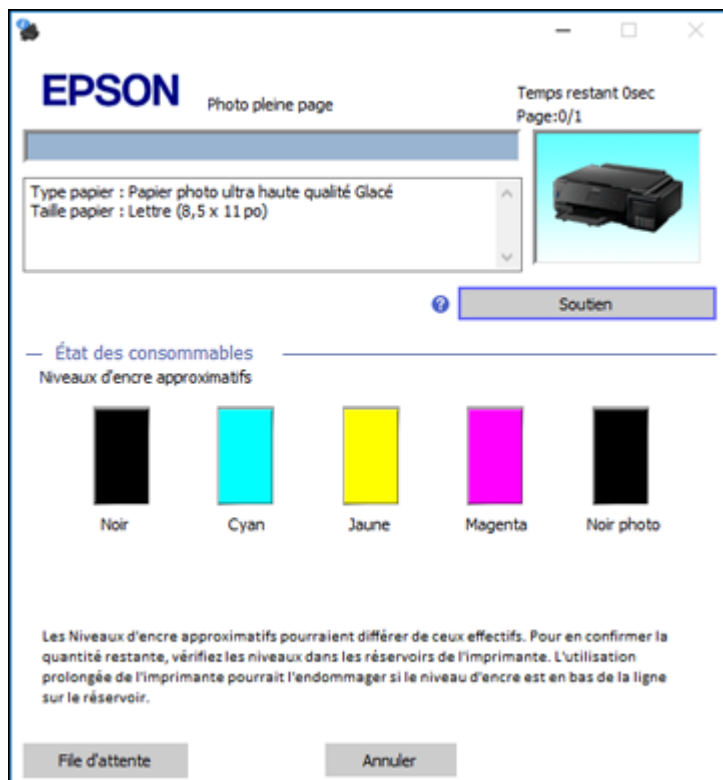 EPSON
Photo pleine page
Temps restant 0sec
Page:0/1
Type papier : Papier photo ultra haute qualité Glacé
Taille papier : Lettre (8,5 x 11 po)
Soutien
État des consommables
Niveaux d'encre approximatifs
Noir
Cyan
Jaune
Magenta
Noir photo
Les Niveaux d'encre approximatifs pourraient différer de ceux effectifs. Pour en confirmer la
quantité restante, vérifiez les niveaux dans les réservoirs de l'imprimante. L'utilisation
prolongée de l'imprimante pourrait l'endommager si le niveau d'encre est en bas de la ligne
sur le réservoir.
File d'attente
Annuler